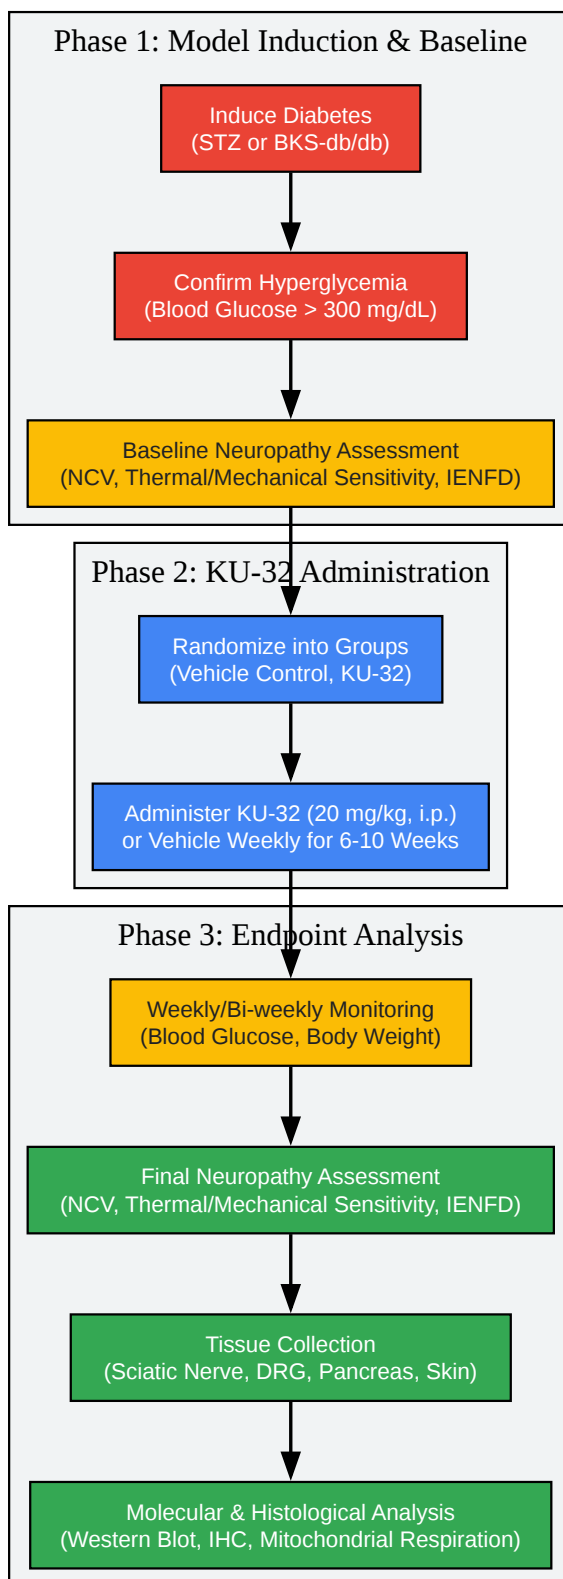 Phase 1: Model Induction & Baseline
Induce Diabetes
(STZ or BKS-db/db)
Confirm Hyperglycemia
(Blood Glucose > 300 mg/dL)
Baseline Neuropathy Assessment
(NCV, Thermal/Mechanical Sensitivity, IENFD)
Phase 2: KU-32 Administration
Randomize into Groups
(Vehicle Control, KU-32)
Administer KU-32 (20 mg/kg, i.p.)
or Vehicle Weekly for 6-10 Weeks
Phase 3: Endpoint Analysis
Weekly/Bi-weekly Monitoring
(Blood Glucose, Body Weight)
Final Neuropathy Assessment
(NCV, Thermal/Mechanical Sensitivity, IENFD)
Tissue Collection
(Sciatic Nerve, DRG, Pancreas, Skin)
Molecular & Histological Analysis
(Western Blot, IHC, Mitochondrial Respiration)